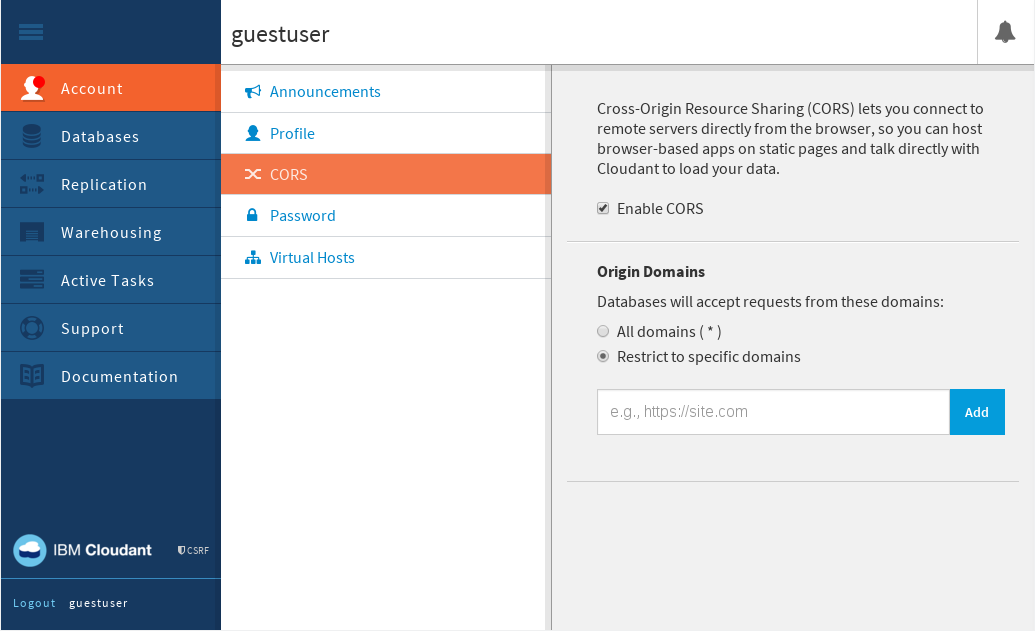 guestuser
Account
Databases
Replication
Warehousing
Active Tasks
Support
Documentation
IBM Cloudant
CSRF
Logout guestuser
Announcements
Profile
CORS
Password
Virtual Hosts
Cross-Origin Resource Sharing (CORS) lets you connect to
remote servers directly from the browser, so you can host
browser-based apps on static pages and talk directly with
Cloudant to load your data.
Enable CORS
Origin Domains
Databases will accept requests from these domains:
All domains ( * )
Restrict to specific domains
e.g., https://site.com
Add